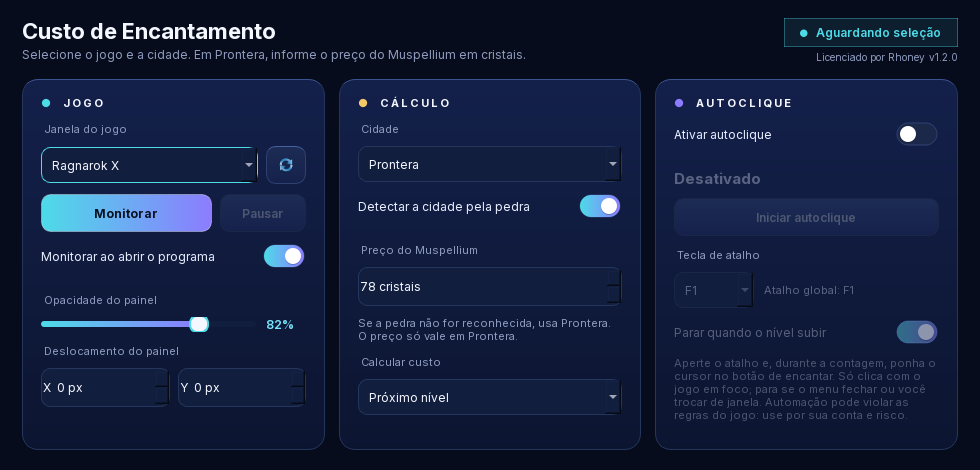 Custo de Encantamento
Selecione o jogo e a cidade. Em Prontera, informe o preço do Muspellium em cristais.
Aguardando seleção
Licenciado por Rhoney v1.2.0
JOGO
Janela do jogo
Ragnarok X
Monitorar
Pausar
Monitorar ao abrir o programa
Opacidade do painel
82%
Deslocamento do painel
X 0 px
Y 0 px
CÁLCULO
Cidade
Prontera
Detectar a cidade pela pedra
Preço do Muspellium
78 cristais
Se a pedra não for reconhecida, usa Prontera.
O preço só vale em Prontera.
Calcular custo
Próximo nível
AUTOCLIQUE
Ativar autoclique
Desativado
Iniciar autoclique
Tecla de atalho
F1
Atalho global: F1
Parar quando o nível subir
Aperte o atalho e, durante a contagem, ponha o
cursor no botão de encantar. Só clica com o
jogo em foco; para se o menu fechar ou você
trocar de janela. Automação pode violar as
regras do jogo: use por sua conta e risco.